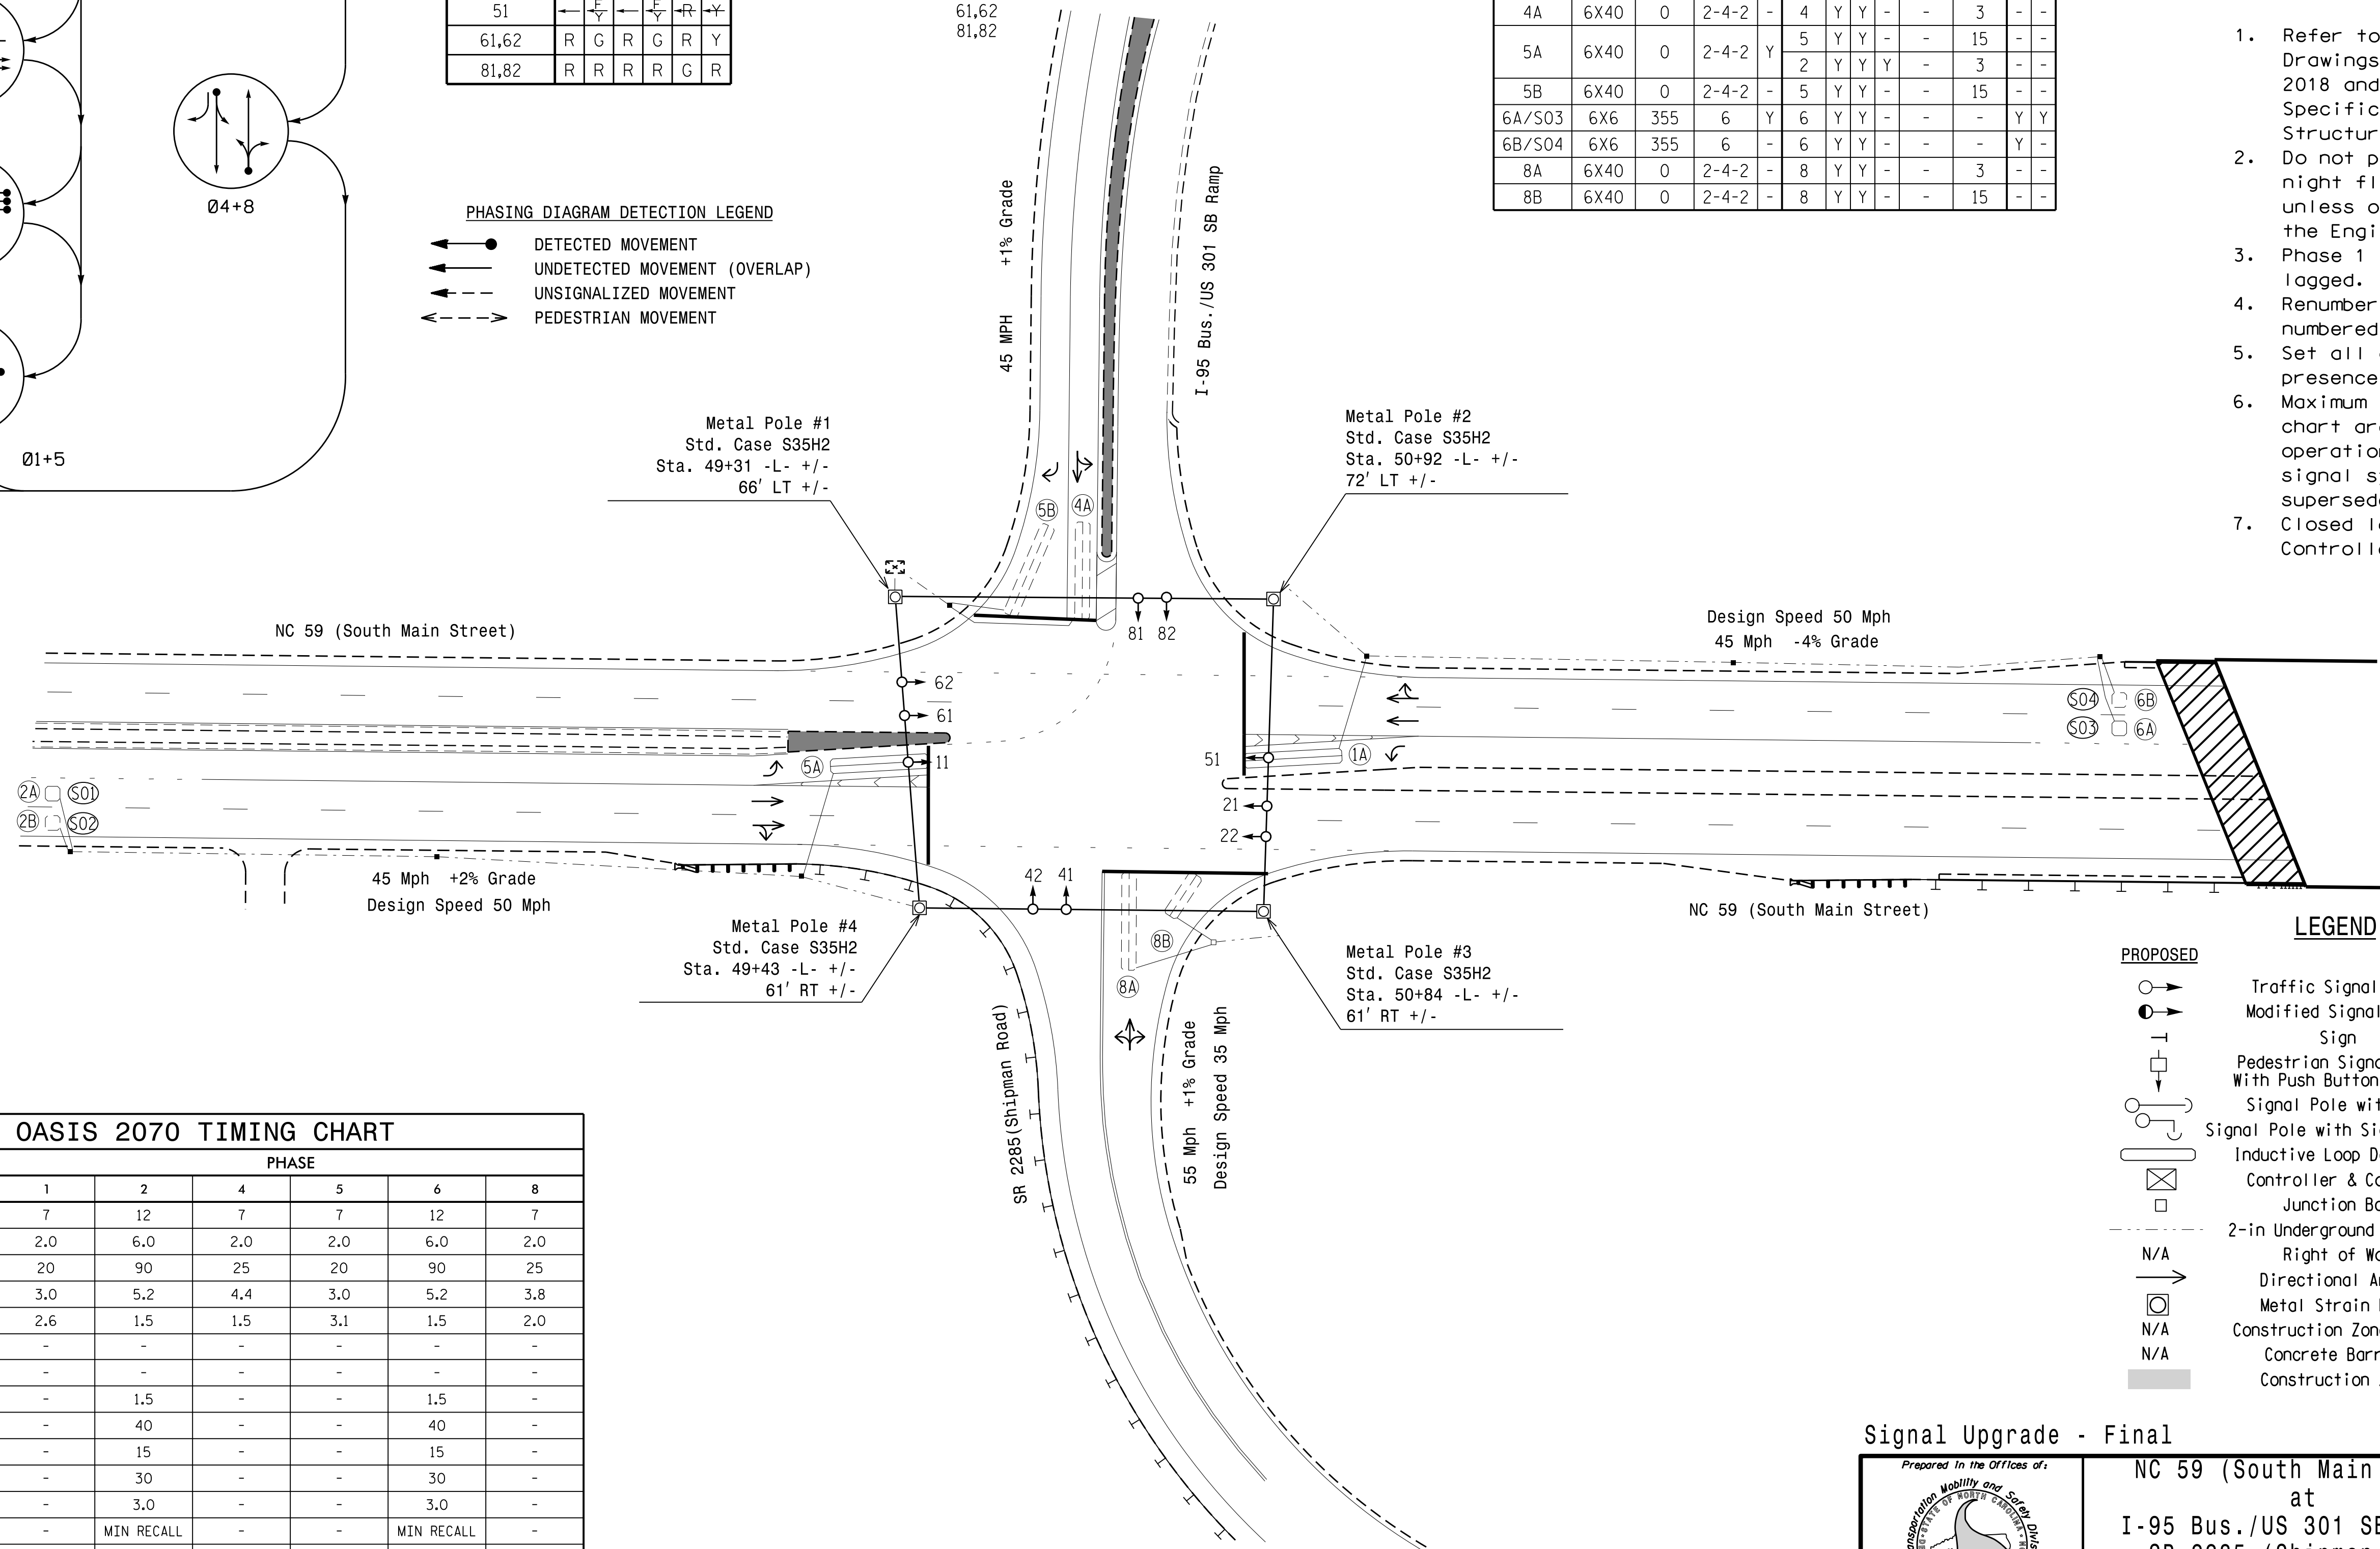 51 F Y F Y R Y
61,62 R G R G R Y
81,82 R R R R G R
61,62
81,82
4A 6X40 0 2-4-2 - 4 Y Y - - 3 - -
5A 6X40 0 2-4-2 Y 5 Y Y - - 15 - -
2 Y Y Y - 3 - -
5B 6X40 0 2-4-2 - 5 Y Y - - 15 - -
6A/S03 6X6 355 6 Y 6 Y Y - - - Y Y
6B/S04 6X6 355 6 - 6 Y Y - - - Y -
8A 6X40 0 2-4-2 - 8 Y Y - - 3 - -
8B 6X40 0 2-4-2 - 8 Y Y - - 15 - -
1. Refer to
Drawings
2018 and
Specific
Structur
2. Do not p
night fl
unless o
the Engi
3. Phase 1
lagged.
4. Renumber
numbered
5. Set all
presence
6. Maximum
chart ar
operation
signal s
supersed
7. Closed l
Controll
Ø4+8
Ø1+5
PHASING DIAGRAM DETECTION LEGEND
DETECTED MOVEMENT
UNDETECTED MOVEMENT (OVERLAP)
UNSIGNALIZED MOVEMENT
PEDESTRIAN MOVEMENT
45 MPH +1% Grade
I-95 Bus./US 301 SB Ramp
Metal Pole #1
Std. Case S35H2
Sta. 49+31 -L- +/-
66' LT +/-
Metal Pole #2
Std. Case S35H2
Sta. 50+92 -L- +/-
72' LT +/-
5B
4A
81 82
NC 59 (South Main Street)
Design Speed 50 Mph
45 Mph -4% Grade
62
61
5A
11
51
1A
21
22
S04 6B
S03 6A
2A S01
2B S02
45 Mph +2% Grade
Design Speed 50 Mph
42 41
8B
8A
NC 59 (South Main Street)
Metal Pole #4
Std. Case S35H2
Sta. 49+43 -L- +/-
61' RT +/-
Metal Pole #3
Std. Case S35H2
Sta. 50+84 -L- +/-
61' RT +/-
SR 2285(Shipman Road)
55 Mph +1% Grade
Design Speed 35 Mph
LEGEND
PROPOSED
Traffic Signal
Modified Signal
Sign
Pedestrian Signa
With Push Button
Signal Pole wit
Signal Pole with Si
Inductive Loop D
Controller & Ca
Junction Bo
2-in Underground
N/A Right of Wa
Directional Ar
Metal Strain
N/A Construction Zon
N/A Concrete Barr
Construction
OASIS 2070 TIMING CHART
PHASE
1 2 4 5 6 8
7 12 7 7 12 7
2.0 6.0 2.0 2.0 6.0 2.0
20 90 25 20 90 25
3.0 5.2 4.4 3.0 5.2 3.8
2.6 1.5 1.5 3.1 1.5 2.0
- - - - - -
- - - - - -
- 1.5 - - 1.5 -
- 40 - - 40 -
- 15 - - 15 -
- 30 - - 30 -
- 3.0 - - 3.0 -
- MIN RECALL - - MIN RECALL -
Signal Upgrade - Final
Prepared in the Offices of:
Mobility and Safety
STATE OF NORTH CAROLINA
NC 59 (South Main
at
I-95 Bus./US 301 SB